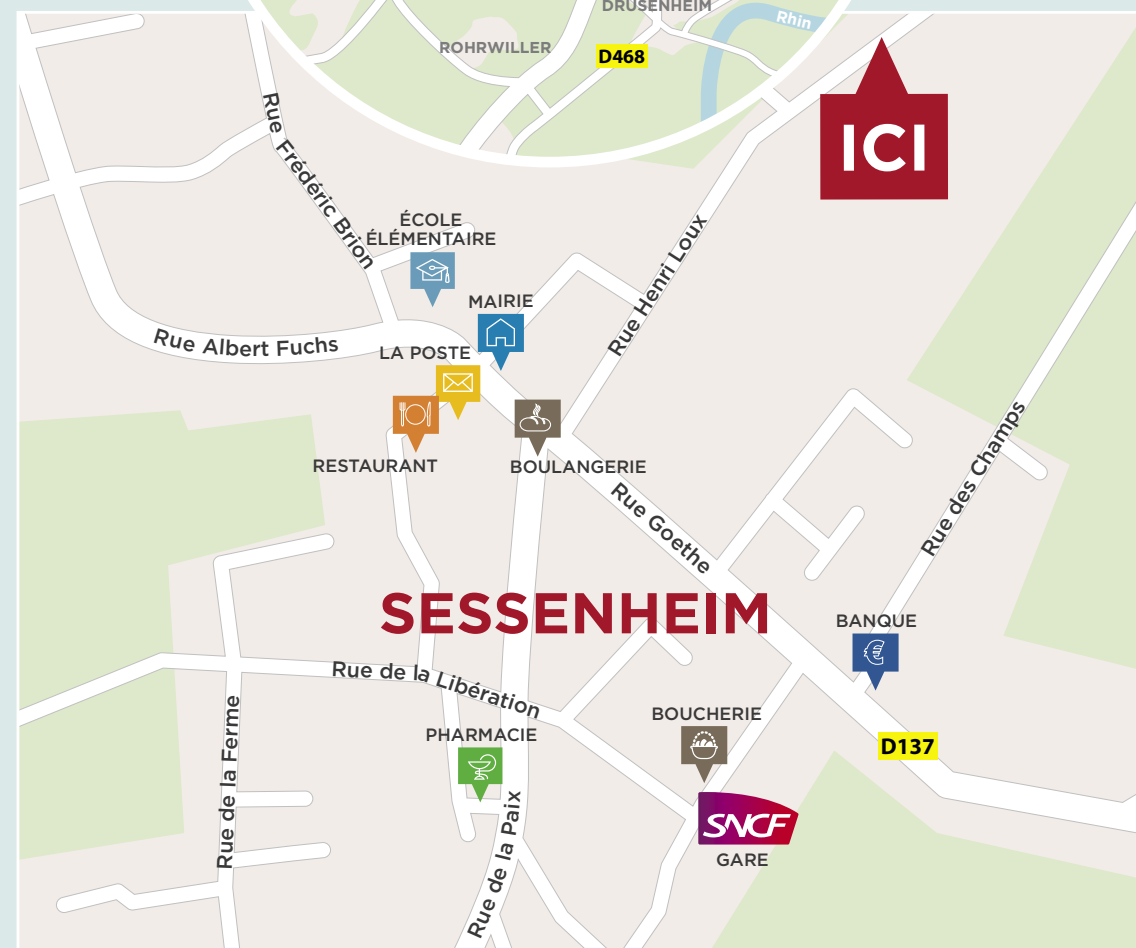 DRUSENHEIM
Rhin
ROHRWILLER
D468
ICI
Rue Frédéric Brion
ÉCOLE
ÉLÉMENTAIRE
Rue Henri Loux
MAIRIE
Rue Albert Fuchs
LA POSTE
RESTAURANT
BOULANGERIE
Rue des Champs
Rue Goethe
SESSENHEIM
BANQUE
€
Rue de la Libération
BOUCHERIE
PHARMACIE
D137
Rue de la Ferme
SNCF
GARE
Rue de la Paix